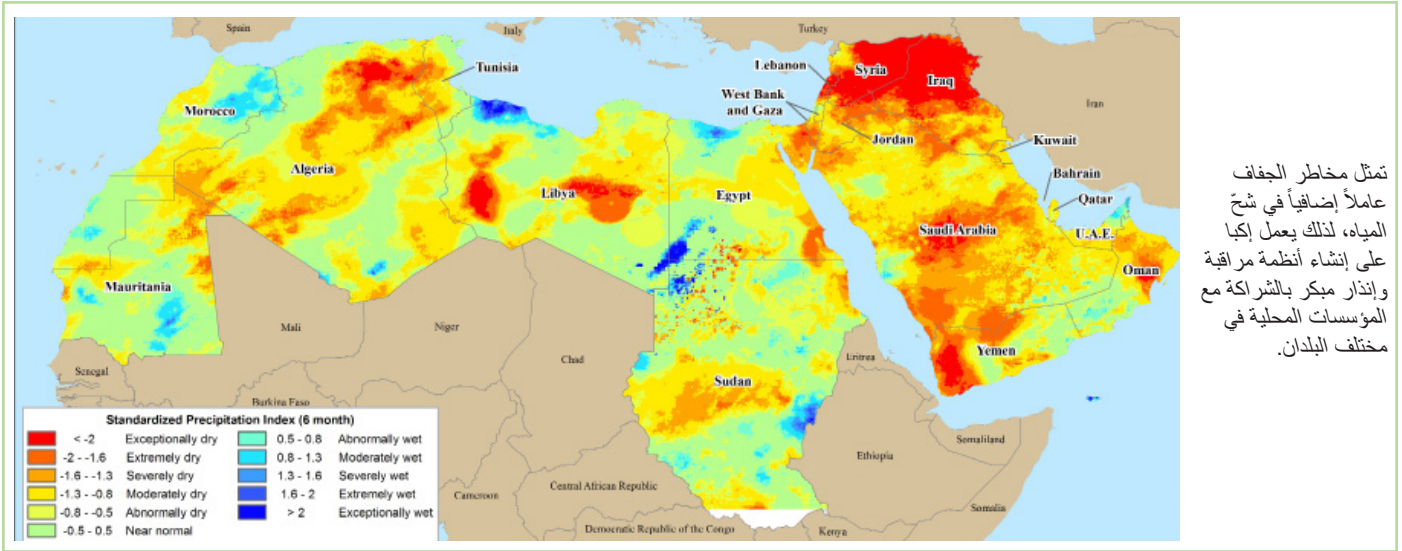 Spain
Italy
Turkey
Tunisia
Lebanon
Syria
Iraq
Morocco
West Bank
and Gaza
Iran
Jordan
Kuwait
Algeria
Libya
Egypt
Bahrain
Qatar
Saudi Arabia
U.A.E.
Oman
Mauritania
Mali
Niger
Chad
Sudan
Eritrea
Yemen
Senegal
Burkina Faso
Somaliland
Ethiopia
Cameroon
Central African Republic
Somalia
Democratic Republic of the Congo
Kenya
Standardized Precipitation Index (6 month)
< -2 Exceptionally dry
-2 - -1.6 Extremely dry
-1.6 - -1.3 Severely dry
-1.3 - -0.8 Moderately dry
-0.8 - -0.5 Abnormally dry
-0.5 - 0.5 Near normal
0.5 - 0.8 Abnormally wet
0.8 - 1.3 Moderately wet
1.3 - 1.6 Severely wet
1.6 - 2 Extremely wet
> 2 Exceptionally wet
تمثل مخاطر الجفاف
عاملاً إضافياً في شحّ
المياه، لذلك يعمل إكبا
على إنشاء أنظمة مراقبة
وإنذار مبكر بالشراكة مع
المؤسسات المحلية في
مختلف البلدان.